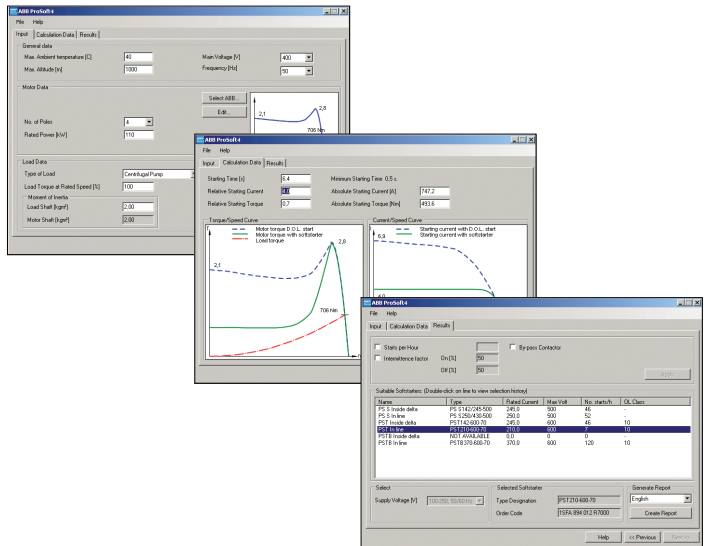 ABB ProSoft4
File Help
Input Calculation Data Results
General data
Max. Ambient temperature [C] 40 Main Voltage [V] 400
Max. Altitude [m] 1000 Frequency [Hz] 50
Motor Data
Select ABB...
Edit...
No. of Poles 4
Rated Power [kW] 110
2,1 2,8
706 Nm
Load Data
Type of Load Centrifugal Pump
Load Torque at Rated Speed [%] 100
Moment of Inertia
Load Shaft [kgm²] 2,00
Motor Shaft [kgm²] 2,00
ABB ProSoft4
File Help
Input Calculation Data Results
Starting Time [s] 6,4 Minimum Starting Time 0,5 s.
Relative Starting Current Absolute Starting Current [A] 747,2
Relative Starting Torque 0,7 Absolute Starting Torque [Nm] 493,6
Torque/Speed Curve
T
Motor torque D.O.L. start
Motor torque with softstarter
Load torque
2,8
2,1
706 Nm
n
Current/Speed Curve
I
Starting current with D.O.L. start
Starting current with softstarter
6,9
ABB ProSoft4
File Help
Input Calculation Data Results
Starts per Hour By-pass Contactor
Intermittence factor On [%] 50
Off [%] 50
Apply
Suitable Softstarters: (Double-click on line to view selection history)
Name Type Rated Current Max Volt No. starts/h OL Class
PS S Inside delta PS S142/245-500 245,0 500 46 -
PS S In line PS S250/430-500 250,0 500 52 -
PST Inside delta PST142-600-70 245,0 600 46 10
PST In line PST210-600-70 210,0 600 7 10
PSTB Inside delta NOT AVAILABLE 0,0 0 0 -
PSTB In line PSTB370-600-70 370,0 600 120 10
Select
Supply Voltage [V] 100-250, 50/60 Hz
Selected Softstarter
Type Designation PST210-600-70
Order Code 1SFA 894 012 R7000
Generate Report
English
Create Report
Help << Previous Next >>